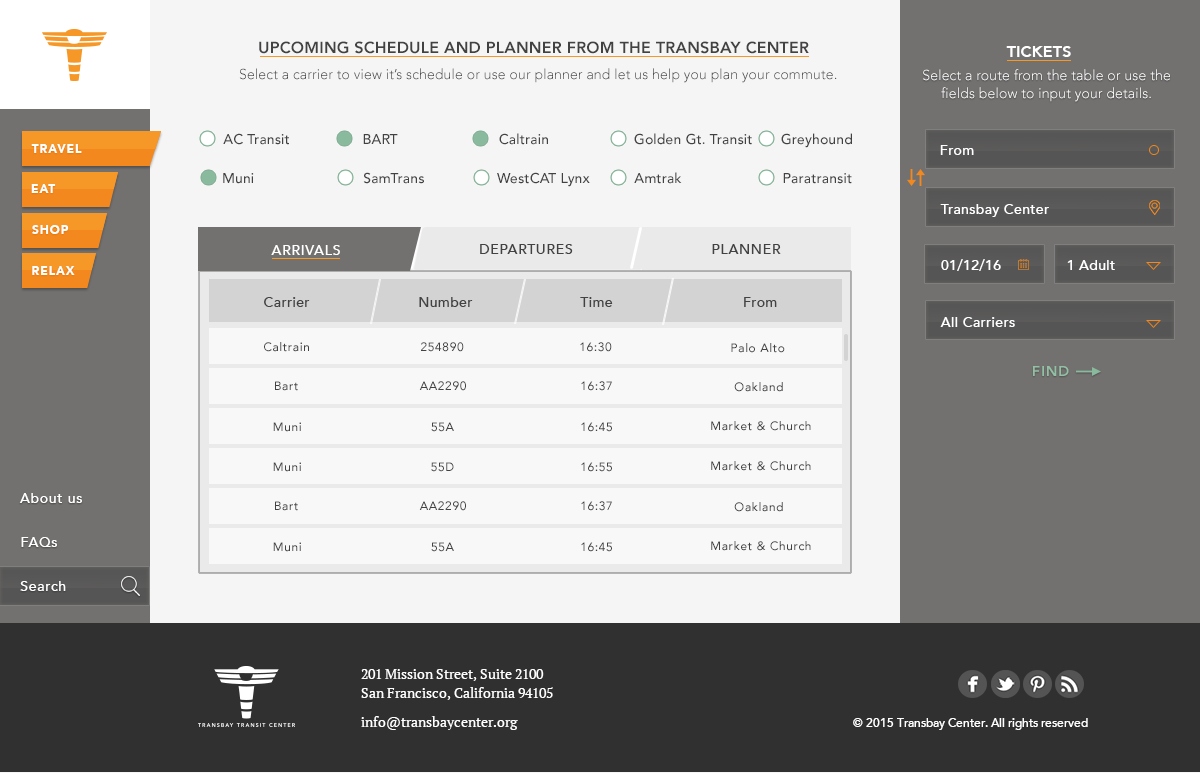 UPCOMING SCHEDULE AND PLANNER FROM THE TRANSBAY CENTER
Select a carrier to view it's schedule or use our planner and let us help you plan your commute.
TRAVEL
EAT
SHOP
RELAX
About us
FAQs
Search
AC Transit BART Caltrain Golden Gt. Transit Greyhound
Muni SamTrans WestCAT Lynx Amtrak Paratransit
ARRIVALS DEPARTURES PLANNER
Carrier Number Time From
Caltrain 254890 16:30 Palo Alto
Bart AA2290 16:37 Oakland
Muni 55A 16:45 Market & Church
Muni 55D 16:55 Market & Church
Bart AA2290 16:37 Oakland
Muni 55A 16:45 Market & Church
TICKETS
Select a route from the table or use the
fields below to input your details.
From
Transbay Center
01/12/16 1 Adult
All Carriers
FIND
TRANSBAY TRANSIT CENTER
201 Mission Street, Suite 2100
San Francisco, California 94105
info@transbaycenter.org
© 2015 Transbay Center. All rights reserved